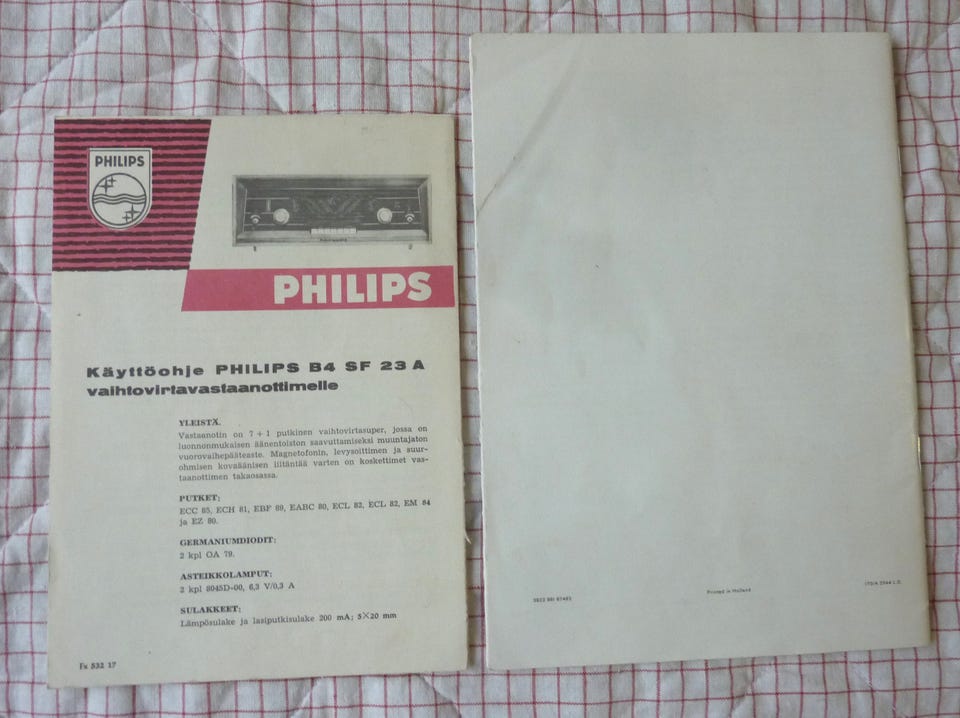 PHILIPS
PHILIPS
Käyttöohje PHILIPS B4 SF 23 A
vaihtovirtavastaanottimelle
YLEISTÄ.
Vastaanotin on 7 + 1 putkinen vaihtovirtasuper, jossa on
luonnonmukaisen äänentoiston saavuttamiseksi muuntajaton
vuorovaihepääteaste. Magnetofonin, levysoittimen ja suur-
ohmisen kovaäänisen liitäntää varten on koskettimet vas-
taanottimen takaosassa.
PUTKET:
ECC 85, ECH 81, EBF 89, EABC 80, ECL 82, ECL 82, EM 84
ja EZ 80.
GERMANIUMDIODIT:
2 kpl OA 79.
ASTEIKKOLAMPUT:
2 kpl 8045D-00, 6,3 V/0,3 A
SULAKKEET:
Lämpösulake ja lasiputkisulake 200 mA; 5×20 mm
Fs 532 17
Printed in Holland